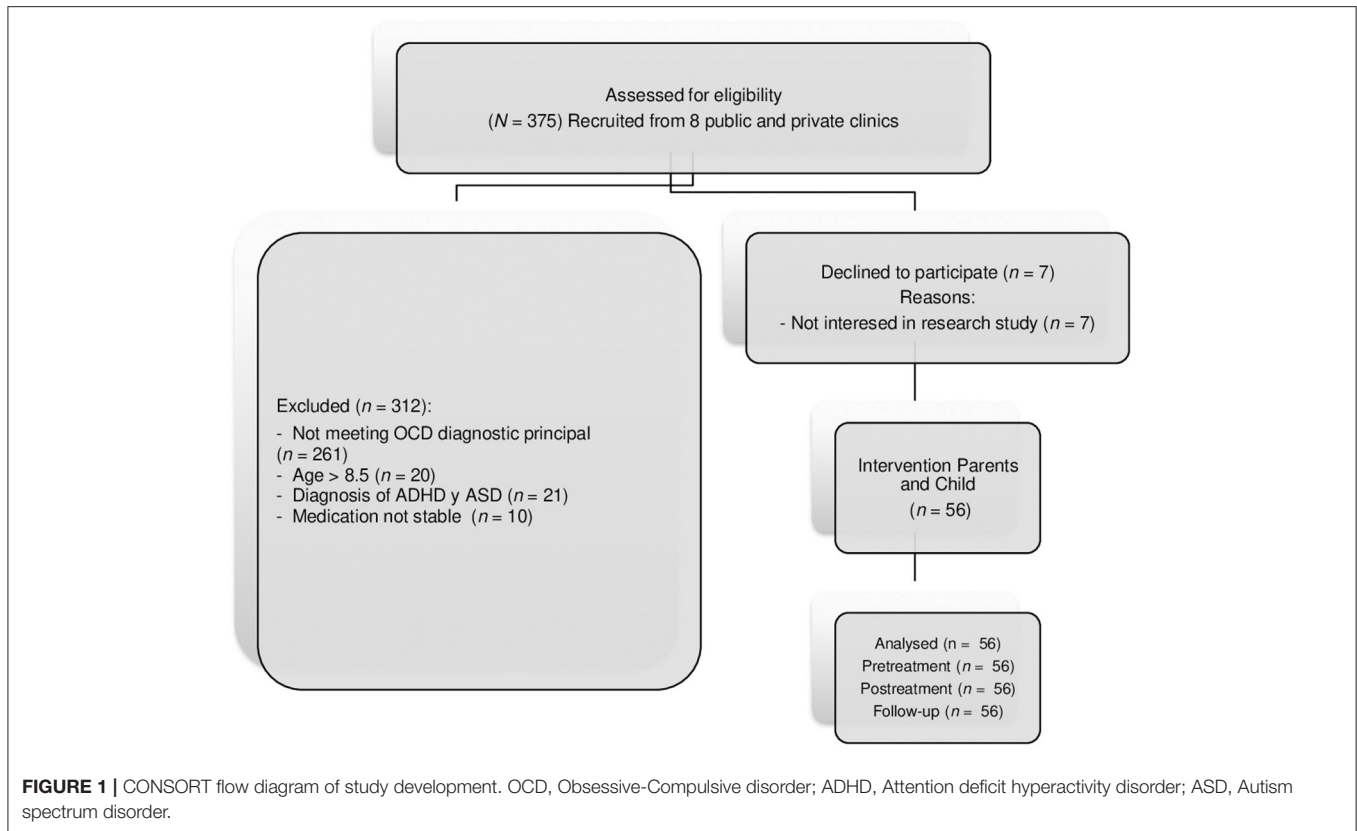 Assessed for eligibility
(N = 375) Recruited from 8 public and private clinics
Excluded (n = 312):
- Not meeting OCD diagnostic principal
(n = 261)
- Age > 8.5 (n = 20)
- Diagnosis of ADHD y ASD (n = 21)
- Medication not stable (n = 10)
Declined to participate (n = 7)
Reasons:
- Not interesed in research study (n = 7)
Intervention Parents
and Child
(n = 56)
Analysed (n = 56)
Pretreatment (n = 56)
Postreatment (n = 56)
Follow-up (n = 56)
FIGURE 1 | CONSORT flow diagram of study development. OCD, Obsessive-Compulsive disorder; ADHD, Attention deficit hyperactivity disorder; ASD, Autism
spectrum disorder.